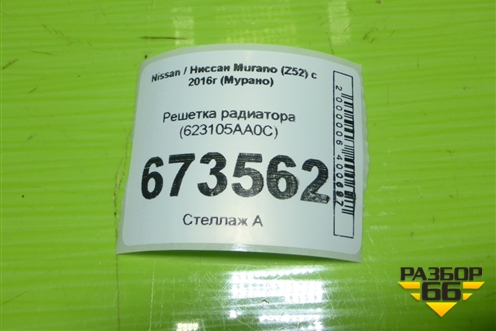 Nissan / Ниссан Murano (Z52) с
2016г (Мурано)
Решетка радиатора
(623105AA0C)
673562
Стеллаж А
РАЗБОР
66